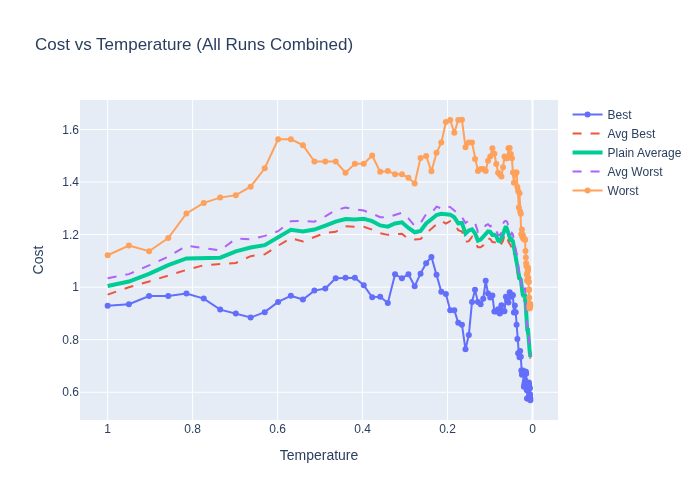 Cost vs Temperature (All Runs Combined)
Best
Avg Best
Plain Average
Avg Worst
Worst
1.6
1.4
1.2
1
0.8
0.6
Cost
1
0.8
0.6
0.4
0.2
0
Temperature